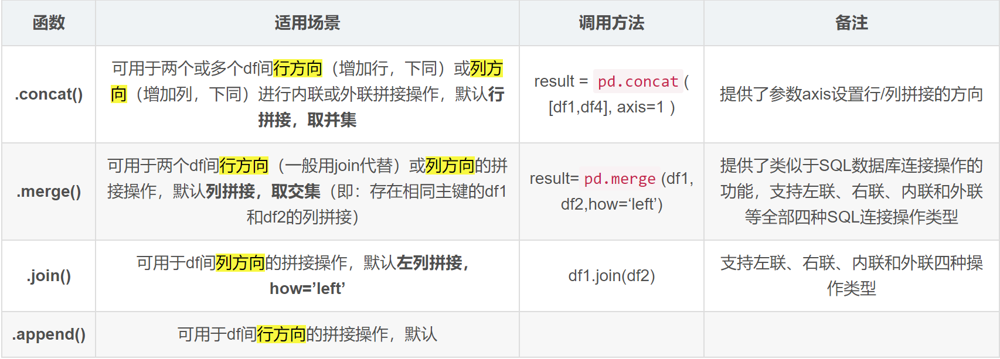 函数 适用场景 调用方法 备注
.concat()
可用于两个或多个df间行方向（增加行，下同）或列方
向（增加列，下同）进行内联或外联拼接操作，默认行
拼接，取并集
result = pd.concat (
[df1,df4], axis=1 )
提供了参数axis设置行/列拼接的方向
.merge()
可用于两个df间行方向（一般用join代替）或列方向的拼
接操作，默认列拼接，取交集（即：存在相同主键的df1
和df2的列拼接）
result= pd.merge (df1,
df2,how=‘left’)
提供了类似于SQL数据库连接操作的
功能，支持左联、右联、内联和外联
等全部四种SQL连接操作类型
.join()
可用于df间列方向的拼接操作，默认左列拼接，
how=’left’
df1.join(df2)
支持左联、右联、内联和外联四种操
作类型
.append()
可用于df间行方向的拼接操作，默认